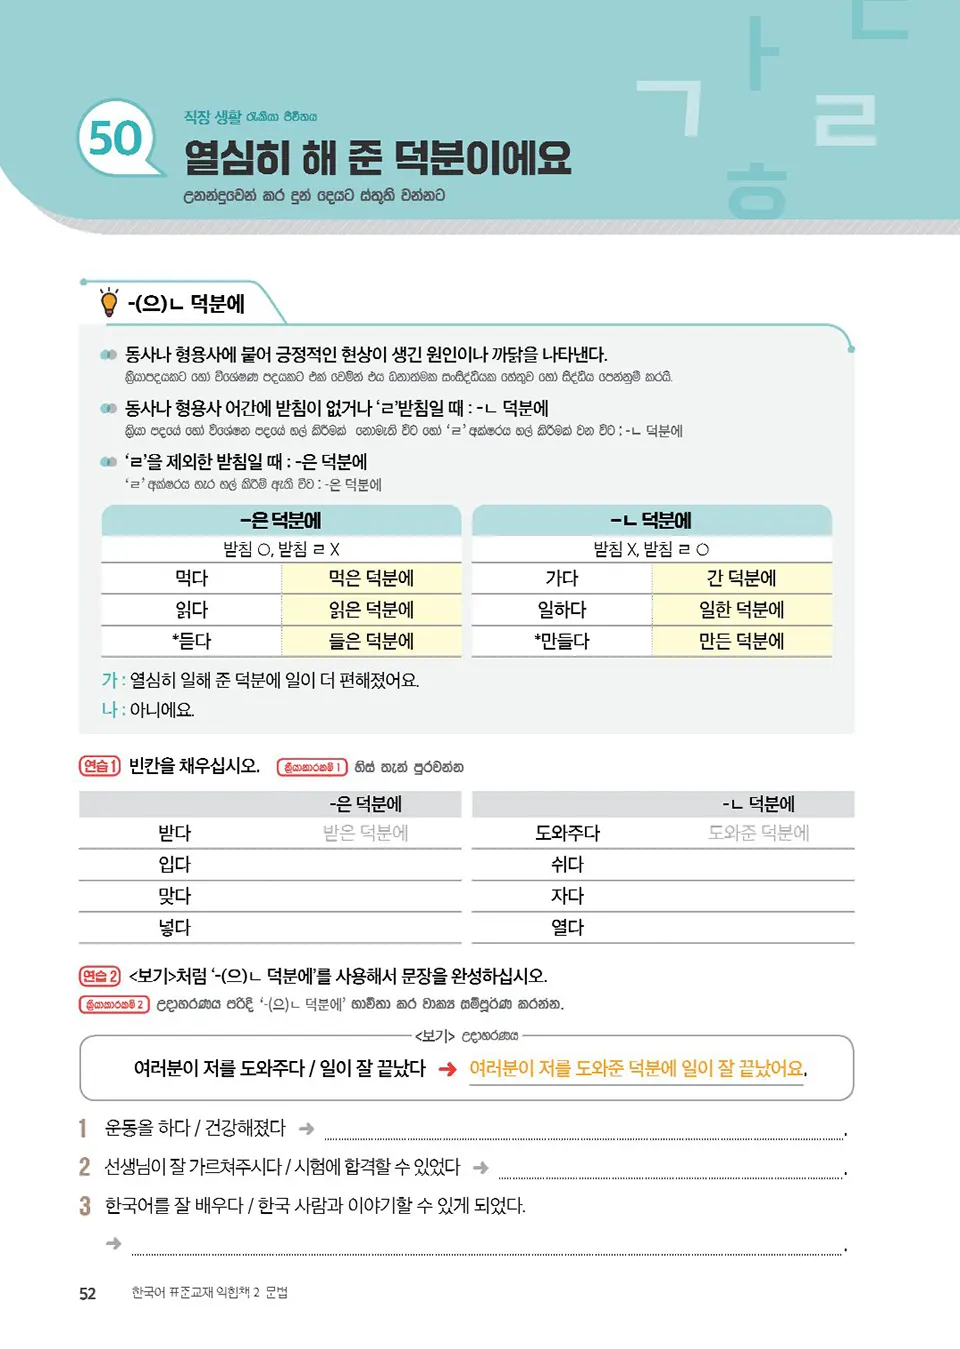 50
직장 생활 රැකියා ජීවිතය
열심히 해 준 덕분이에요
උනන්දුවෙන් කර දුන් දෙයට ස්තූති වන්නට
ㄱ ㅏ ㄴ ㄹ ㅎ
-(으)ㄴ 덕분에
동사나 형용사에 붙어 긍정적인 현상이 생긴 원인이나 까닭을 나타낸다.
ක්‍රියාපදයකට හෝ විශේෂණ පදයකට එක් වෙමින් එය ධනාත්මක සංසිද්ධියක හේතුව හෝ සිද්ධිය පෙන්නුම් කරයි.
동사나 형용사 어간에 받침이 없거나 ‘ㄹ’받침일 때 : -ㄴ 덕분에
ක්‍රියා පදයේ හෝ විශේෂන පදයේ හල් කිරීමක් නොමැති විට හෝ ‘ㄹ’ අක්ෂරය හල් කිරීමක් වන විට : -ㄴ 덕분에
‘ㄹ’을 제외한 받침일 때 : -은 덕분에
‘ㄹ’ අක්ෂරය හැර හල් කිරීම් ඇති විට : -은 덕분에
-은 덕분에 -ㄴ 덕분에
받침 O, 받침 ㄹ X 받침 X, 받침 ㄹ O
먹다 먹은 덕분에 가다 간 덕분에
읽다 읽은 덕분에 일하다 일한 덕분에
*듣다 들은 덕분에 *만들다 만든 덕분에
가 : 열심히 일해 준 덕분에 일이 더 편해졌어요.
나 : 아니에요.
연습 1 빈칸을 채우십시오. ක්‍රියාකාරකම් 1 හිස් තැන් පුරවන්න
-은 덕분에 -ㄴ 덕분에
받다 받은 덕분에 도와주다 도와준 덕분에
입다 쉬다
맞다 자다
넣다 열다
연습 2 <보기>처럼 ‘-(으)ㄴ 덕분에’를 사용해서 문장을 완성하십시오.
ක්‍රියාකාරකම් 2 උදාහරණය පරිදි ‘-(으)ㄴ 덕분에’ භාවිතා කර වාක්‍ය සම්පූර්ණ කරන්න.
<보기> උදාහරණය
여러분이 저를 도와주다 / 일이 잘 끝났다 ➔ 여러분이 저를 도와준 덕분에 일이 잘 끝났어요.
1 운동을 하다 / 건강해졌다 ➔ .
2 선생님이 잘 가르쳐주시다 / 시험에 합격할 수 있었다 ➔ .
3 한국어를 잘 배우다 / 한국 사람과 이야기할 수 있게 되었다.
➔ .
52 한국어 표준교재 익힘책 2 문법